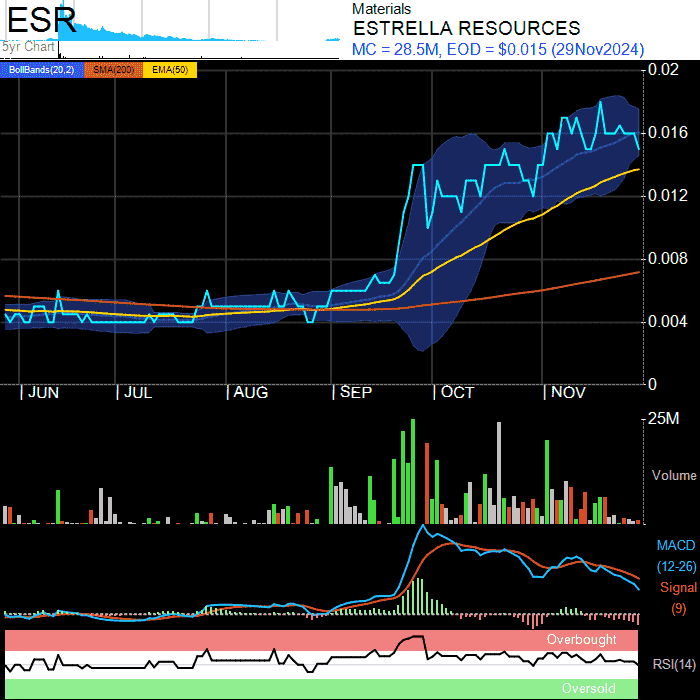 ESR
5yr Chart
Materials
ESTRELLA RESOURCES
MC = 28.5M, EOD = $0.015 (29Nov2024)
BollBands(20,2) SMA(200) EMA(50)
0.02
0.016
0.012
0.008
0.004
0
JUN JUL AUG SEP OCT NOV
25M
Volume
MACD
(12-26)
Signal
(9)
Overbought
RSI(14)
Oversold